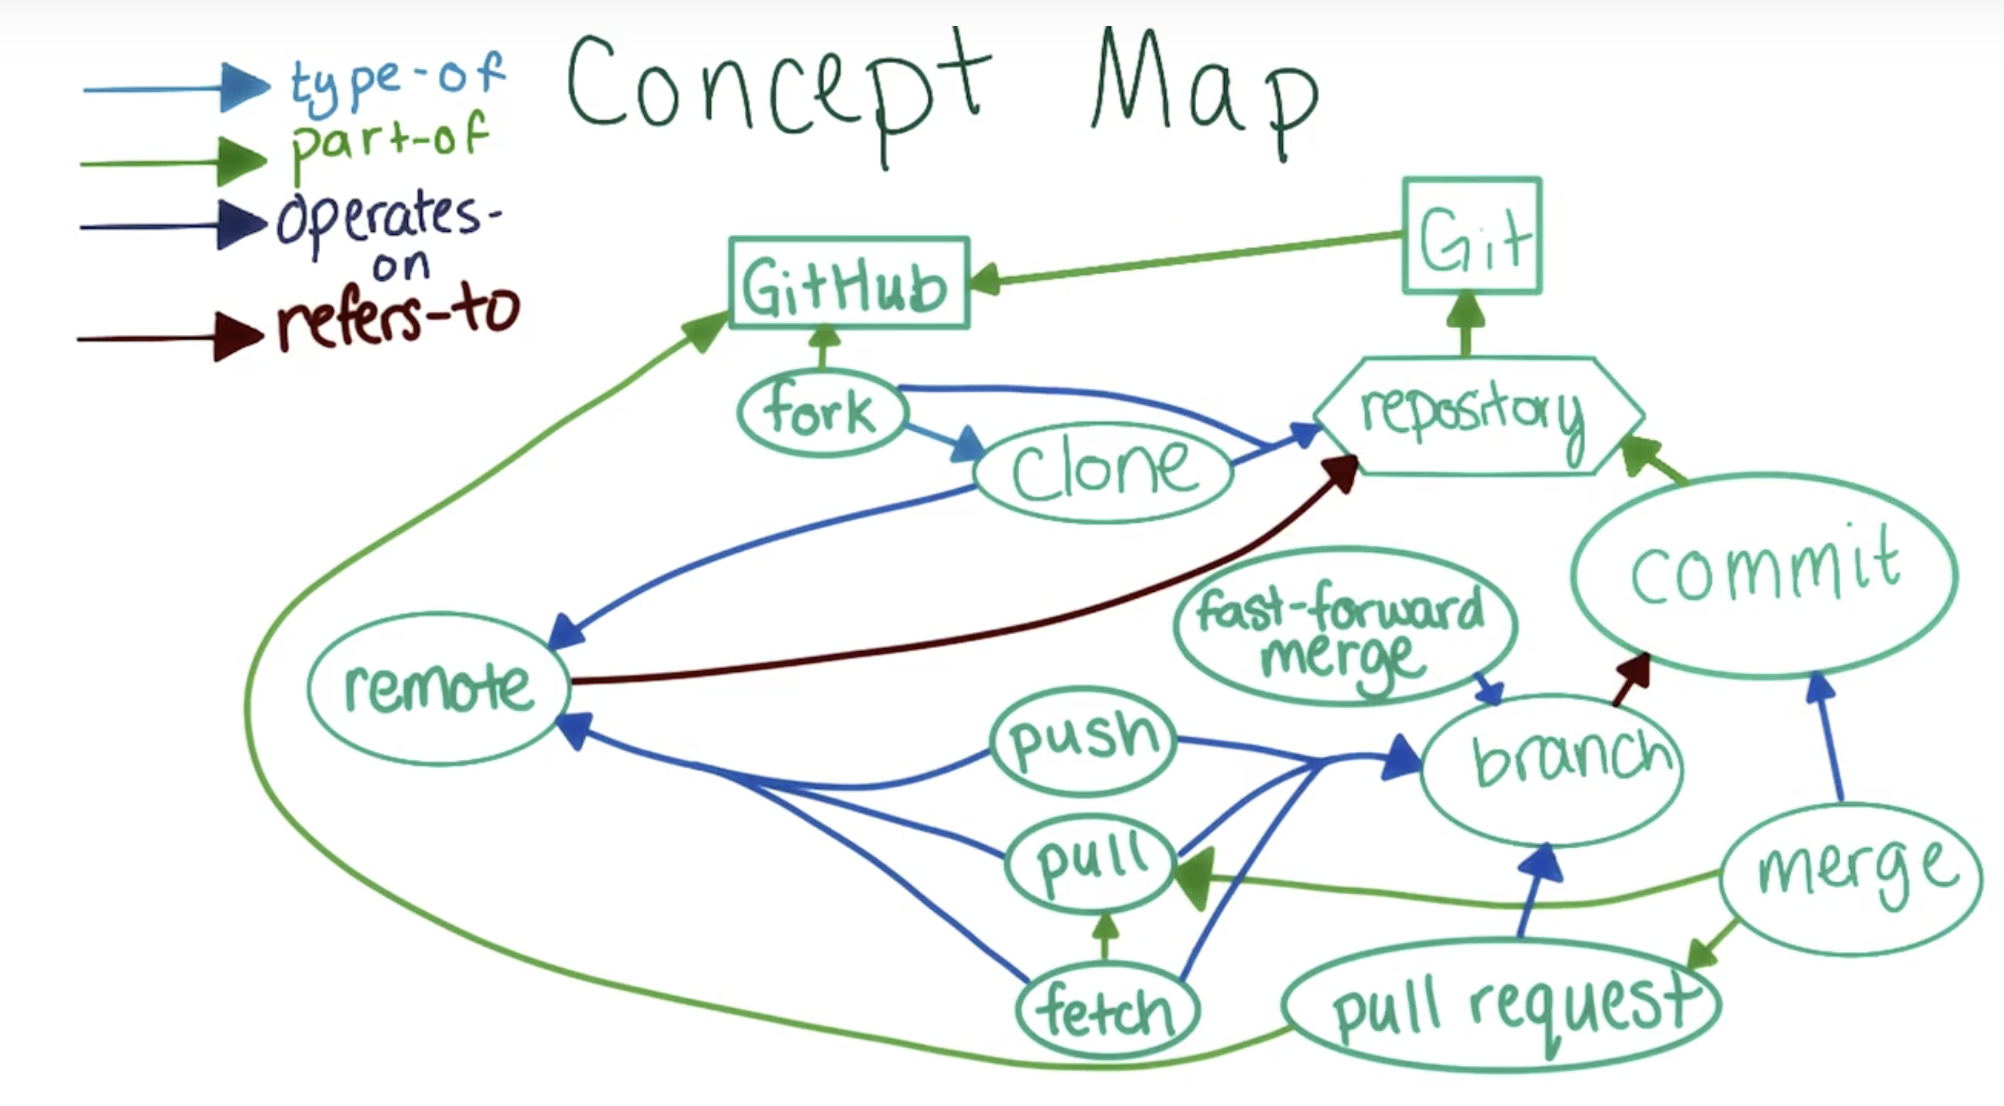 Concept Map
type-of
part-of
operates-
on
refers-to
Git
GitHub
fork
repository
Clone
commit
fast-forward
merge
remote
push
branch
pull
merge
fetch
pull request